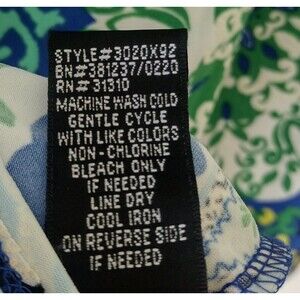 STYLE#3020X92
BN#381237/0220
RN#31310
MACHINE WASH COLD
GENTLE CYCLE
WITH LIKE COLORS
NON-CHLORINE
BLEACH ONLY
IF NEEDED
LINE DRY
COOL IRON
ON REVERSE SIDE
IF NEEDED